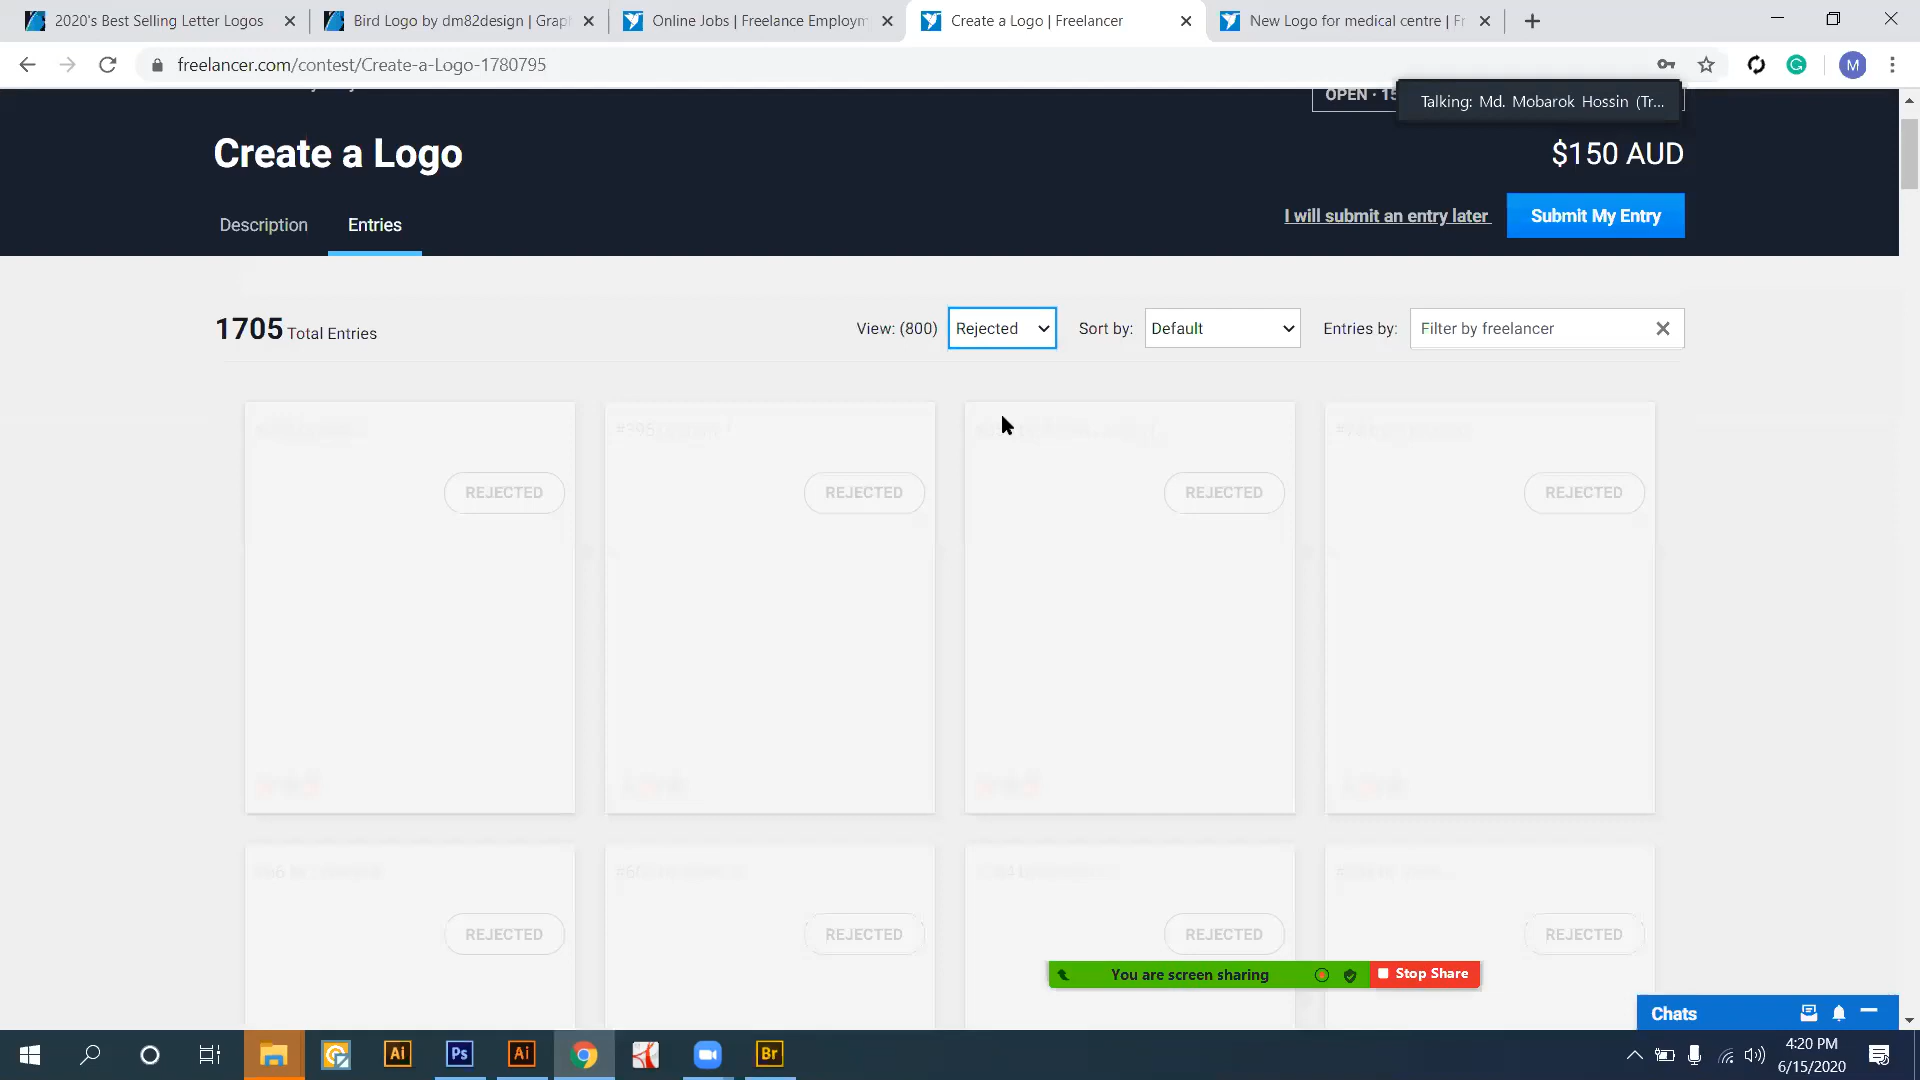 2020's Best Selling Letter Logos
Bird Logo by dm82design | Grap
Online Jobs | Freelance Employm
Create a Logo | Freelancer
New Logo for medical centre | Fr
freelancer.com/contest/Create-a-Logo-1780795
M
OPEN · 15
Talking: Md. Mobarok Hossin (Tr...
Create a Logo
$150 AUD
Description
Entries
I will submit an entry later
Submit My Entry
1705 Total Entries
View: (800)
Rejected
Sort by:
Default
Entries by:
Filter by freelancer
REJECTED
REJECTED
REJECTED
REJECTED
REJECTED
REJECTED
REJECTED
REJECTED
You are screen sharing
Stop Share
Chats
Ai
Ps
Ai
Br
4:20 PM
6/15/2020